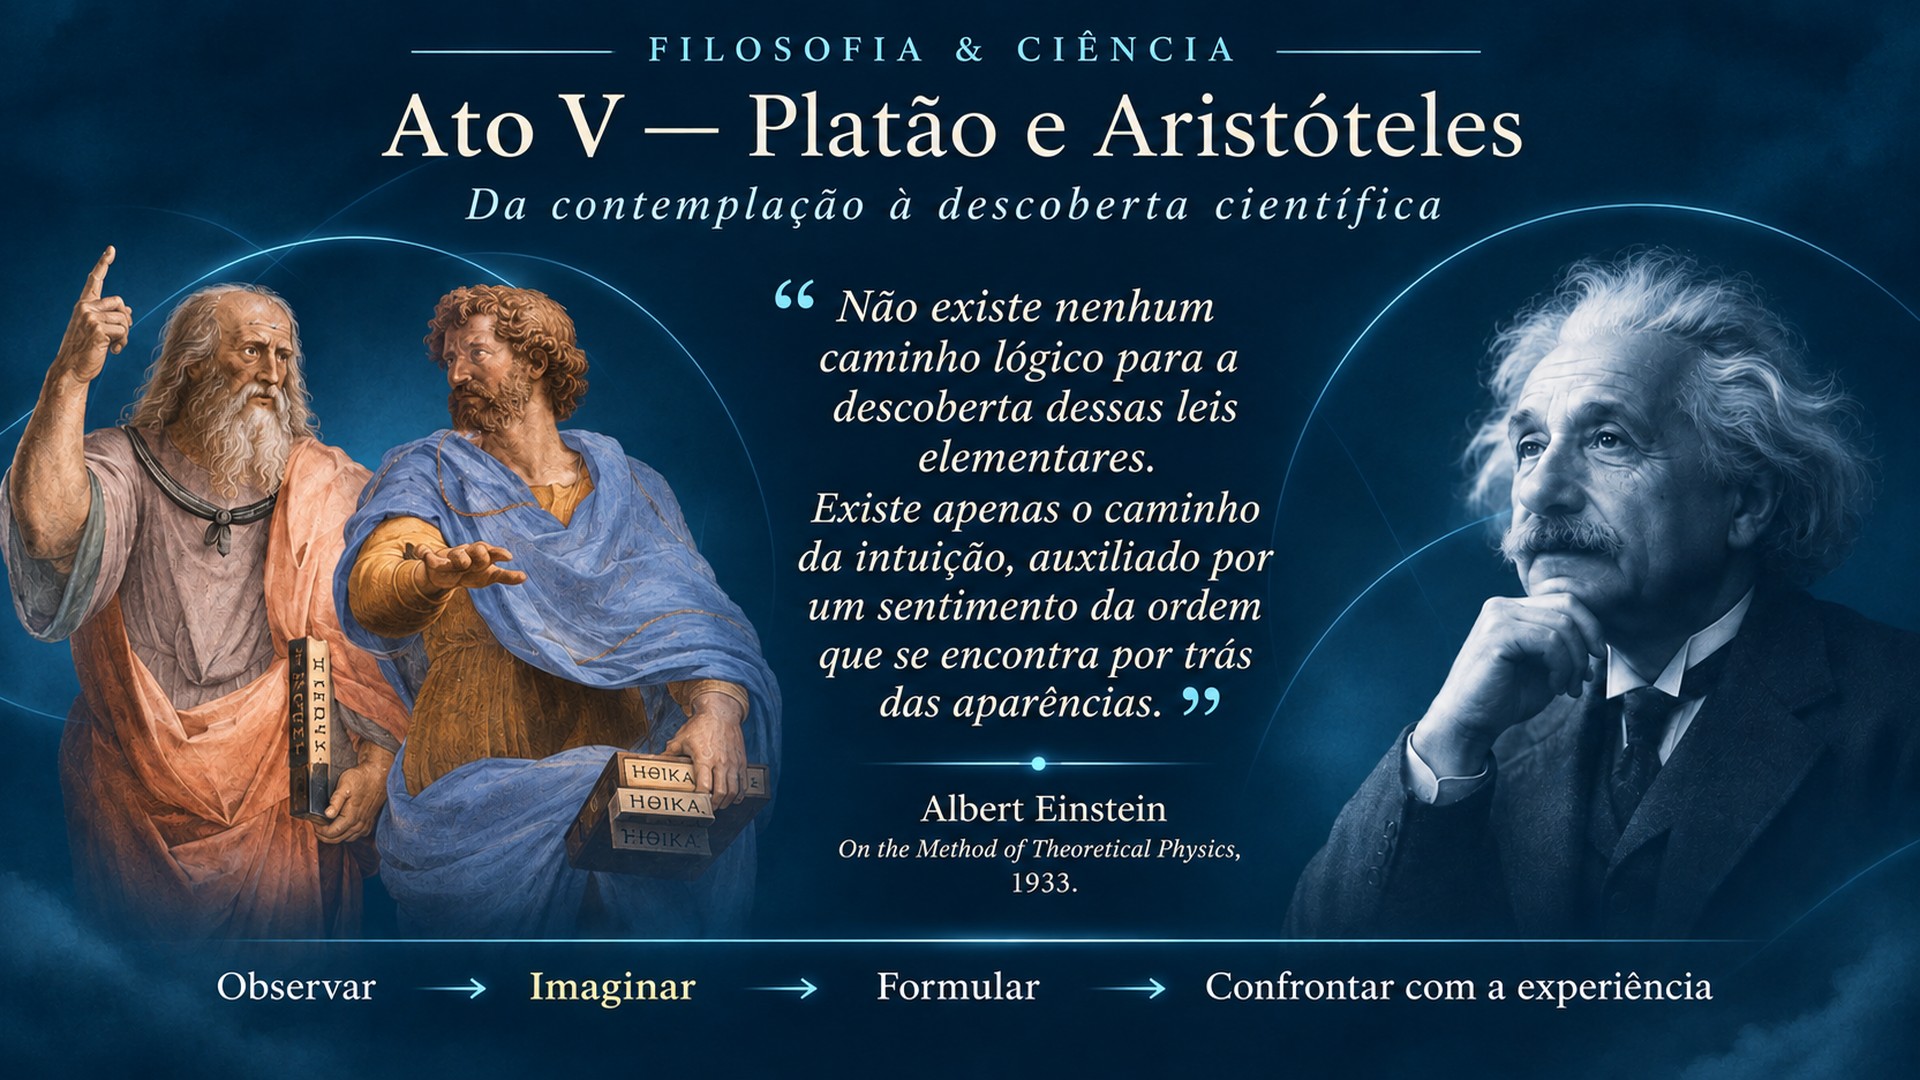 FILOSOFIA & CIÊNCIA
Ato V — Platão e Aristóteles
Da contemplação à descoberta científica
“ Não existe nenhum
caminho lógico para a
descoberta dessas leis
elementares.
Existe apenas o caminho
da intuição, auxiliado por
um sentimento da ordem
que se encontra por trás
das aparências. ”
Albert Einstein
On the Method of Theoretical Physics,
1933.
ΗΘΙΚΑ
ΗΘΙΚΑ.
Observar → Imaginar → Formular → Confrontar com a experiência